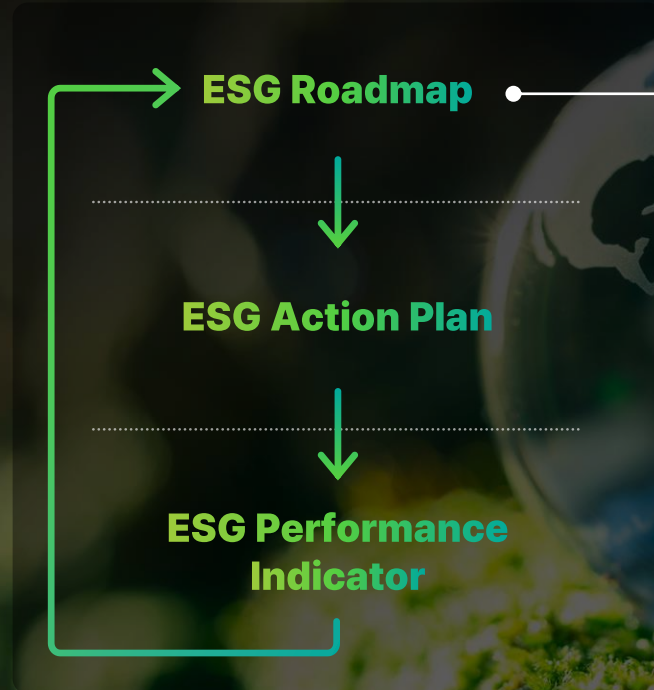 ESG Roadmap
ESG Action Plan
ESG Performance
Indicator